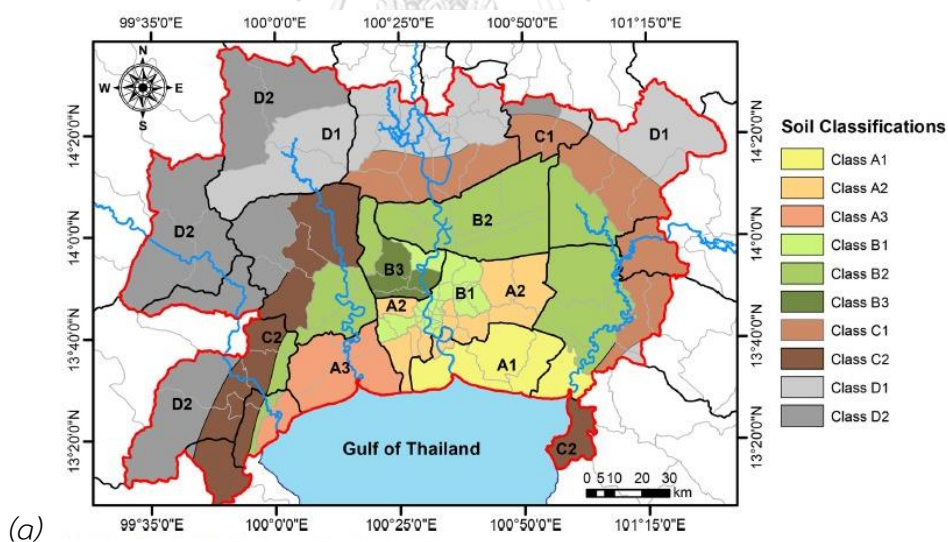 99°35'0"E 100°0'0"E 100°25'0"E 100°50'0"E 101°15'0"E
N
W E
S
14°20'0"N
14°0'0"N
13°40'0"N
13°20'0"N
D2
D1
C1
D1
D2
B2
B3
A2
B1
A2
C2
A3
A1
D2
C2
Gulf of Thailand
0 5 10 20 30
km
14°20'0"N
14°0'0"N
13°40'0"N
13°20'0"N
99°35'0"E 100°0'0"E 100°25'0"E 100°50'0"E 101°15'0"E
Soil Classifications
Class A1
Class A2
Class A3
Class B1
Class B2
Class B3
Class C1
Class C2
Class D1
Class D2
(a)